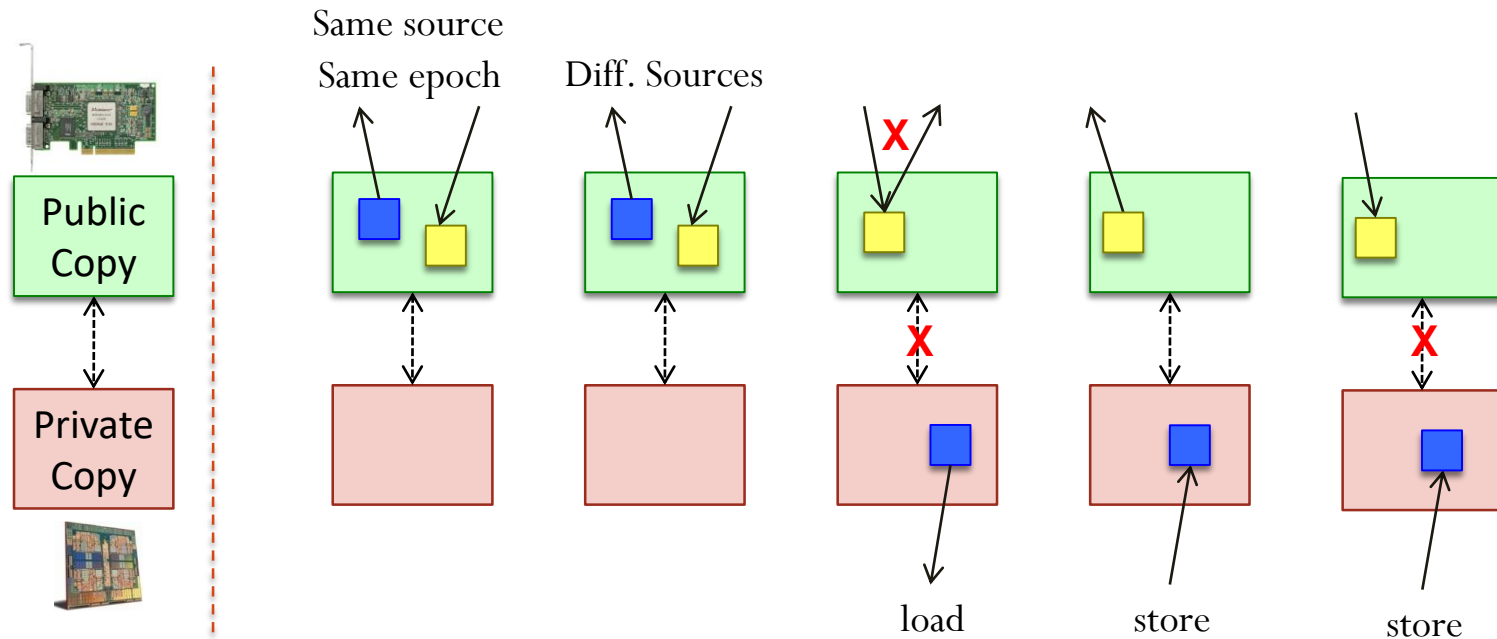 Same source
Same epoch
Diff. Sources
X
Public
Copy
X
X
Private
Copy
load
store
store